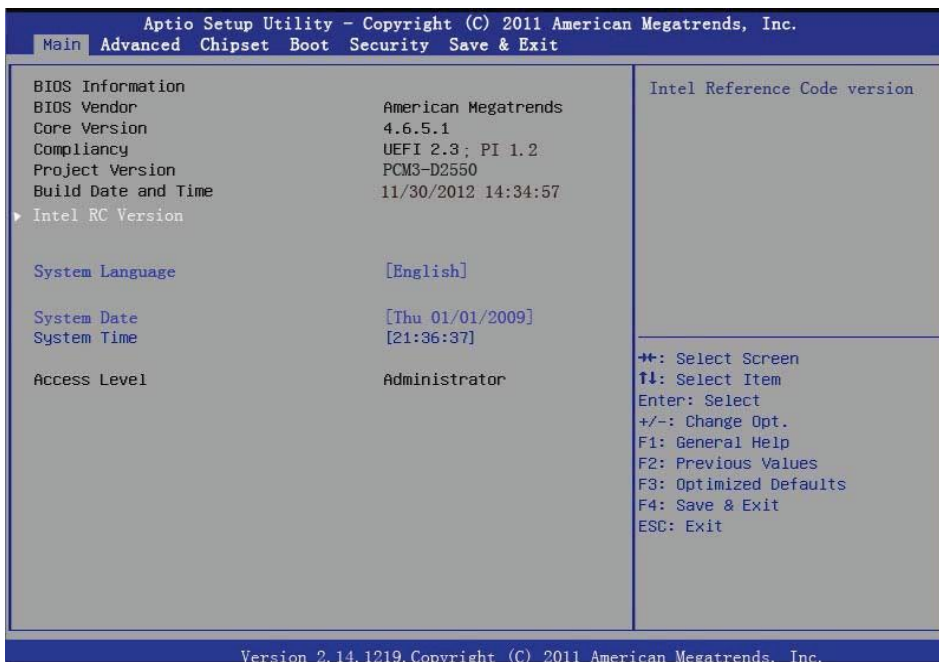 Aptio Setup Utility - Copyright (C) 2011 American Megatrends, Inc.
Main Advanced Chipset Boot Security Save & Exit
BIOS Information
BIOS Vendor American Megatrends
Core Version 4.6.5.1
Compliancy UEFI 2.3; PI 1.2
Project Version PCM3-D2550
Build Date and Time 11/30/2012 14:34:57
Intel RC Version
System Language [English]
System Date [Thu 01/01/2009]
System Time [21:36:37]
Access Level Administrator
Intel Reference Code version
→←: Select Screen
↑↓: Select Item
Enter: Select
+/-: Change Opt.
F1: General Help
F2: Previous Values
F3: Optimized Defaults
F4: Save & Exit
ESC: Exit
Version 2.14.1219.Copyright (C) 2011 American Megatrends, Inc.